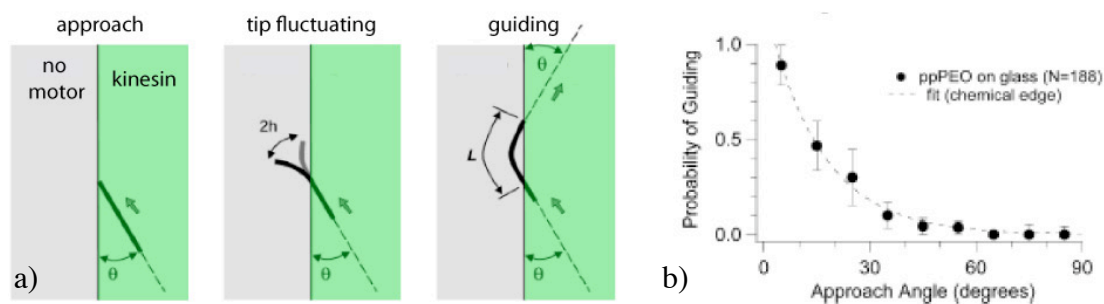 approach
tip fluctuating
guiding
no motor
kinesin
θ
2h
θ
θ
L
θ
a)
Probability of Guiding
1.0
0.5
0.0
ppPEO on glass (N=188)
fit (chemical edge)
0
30
60
90
Approach Angle (degrees)
b)